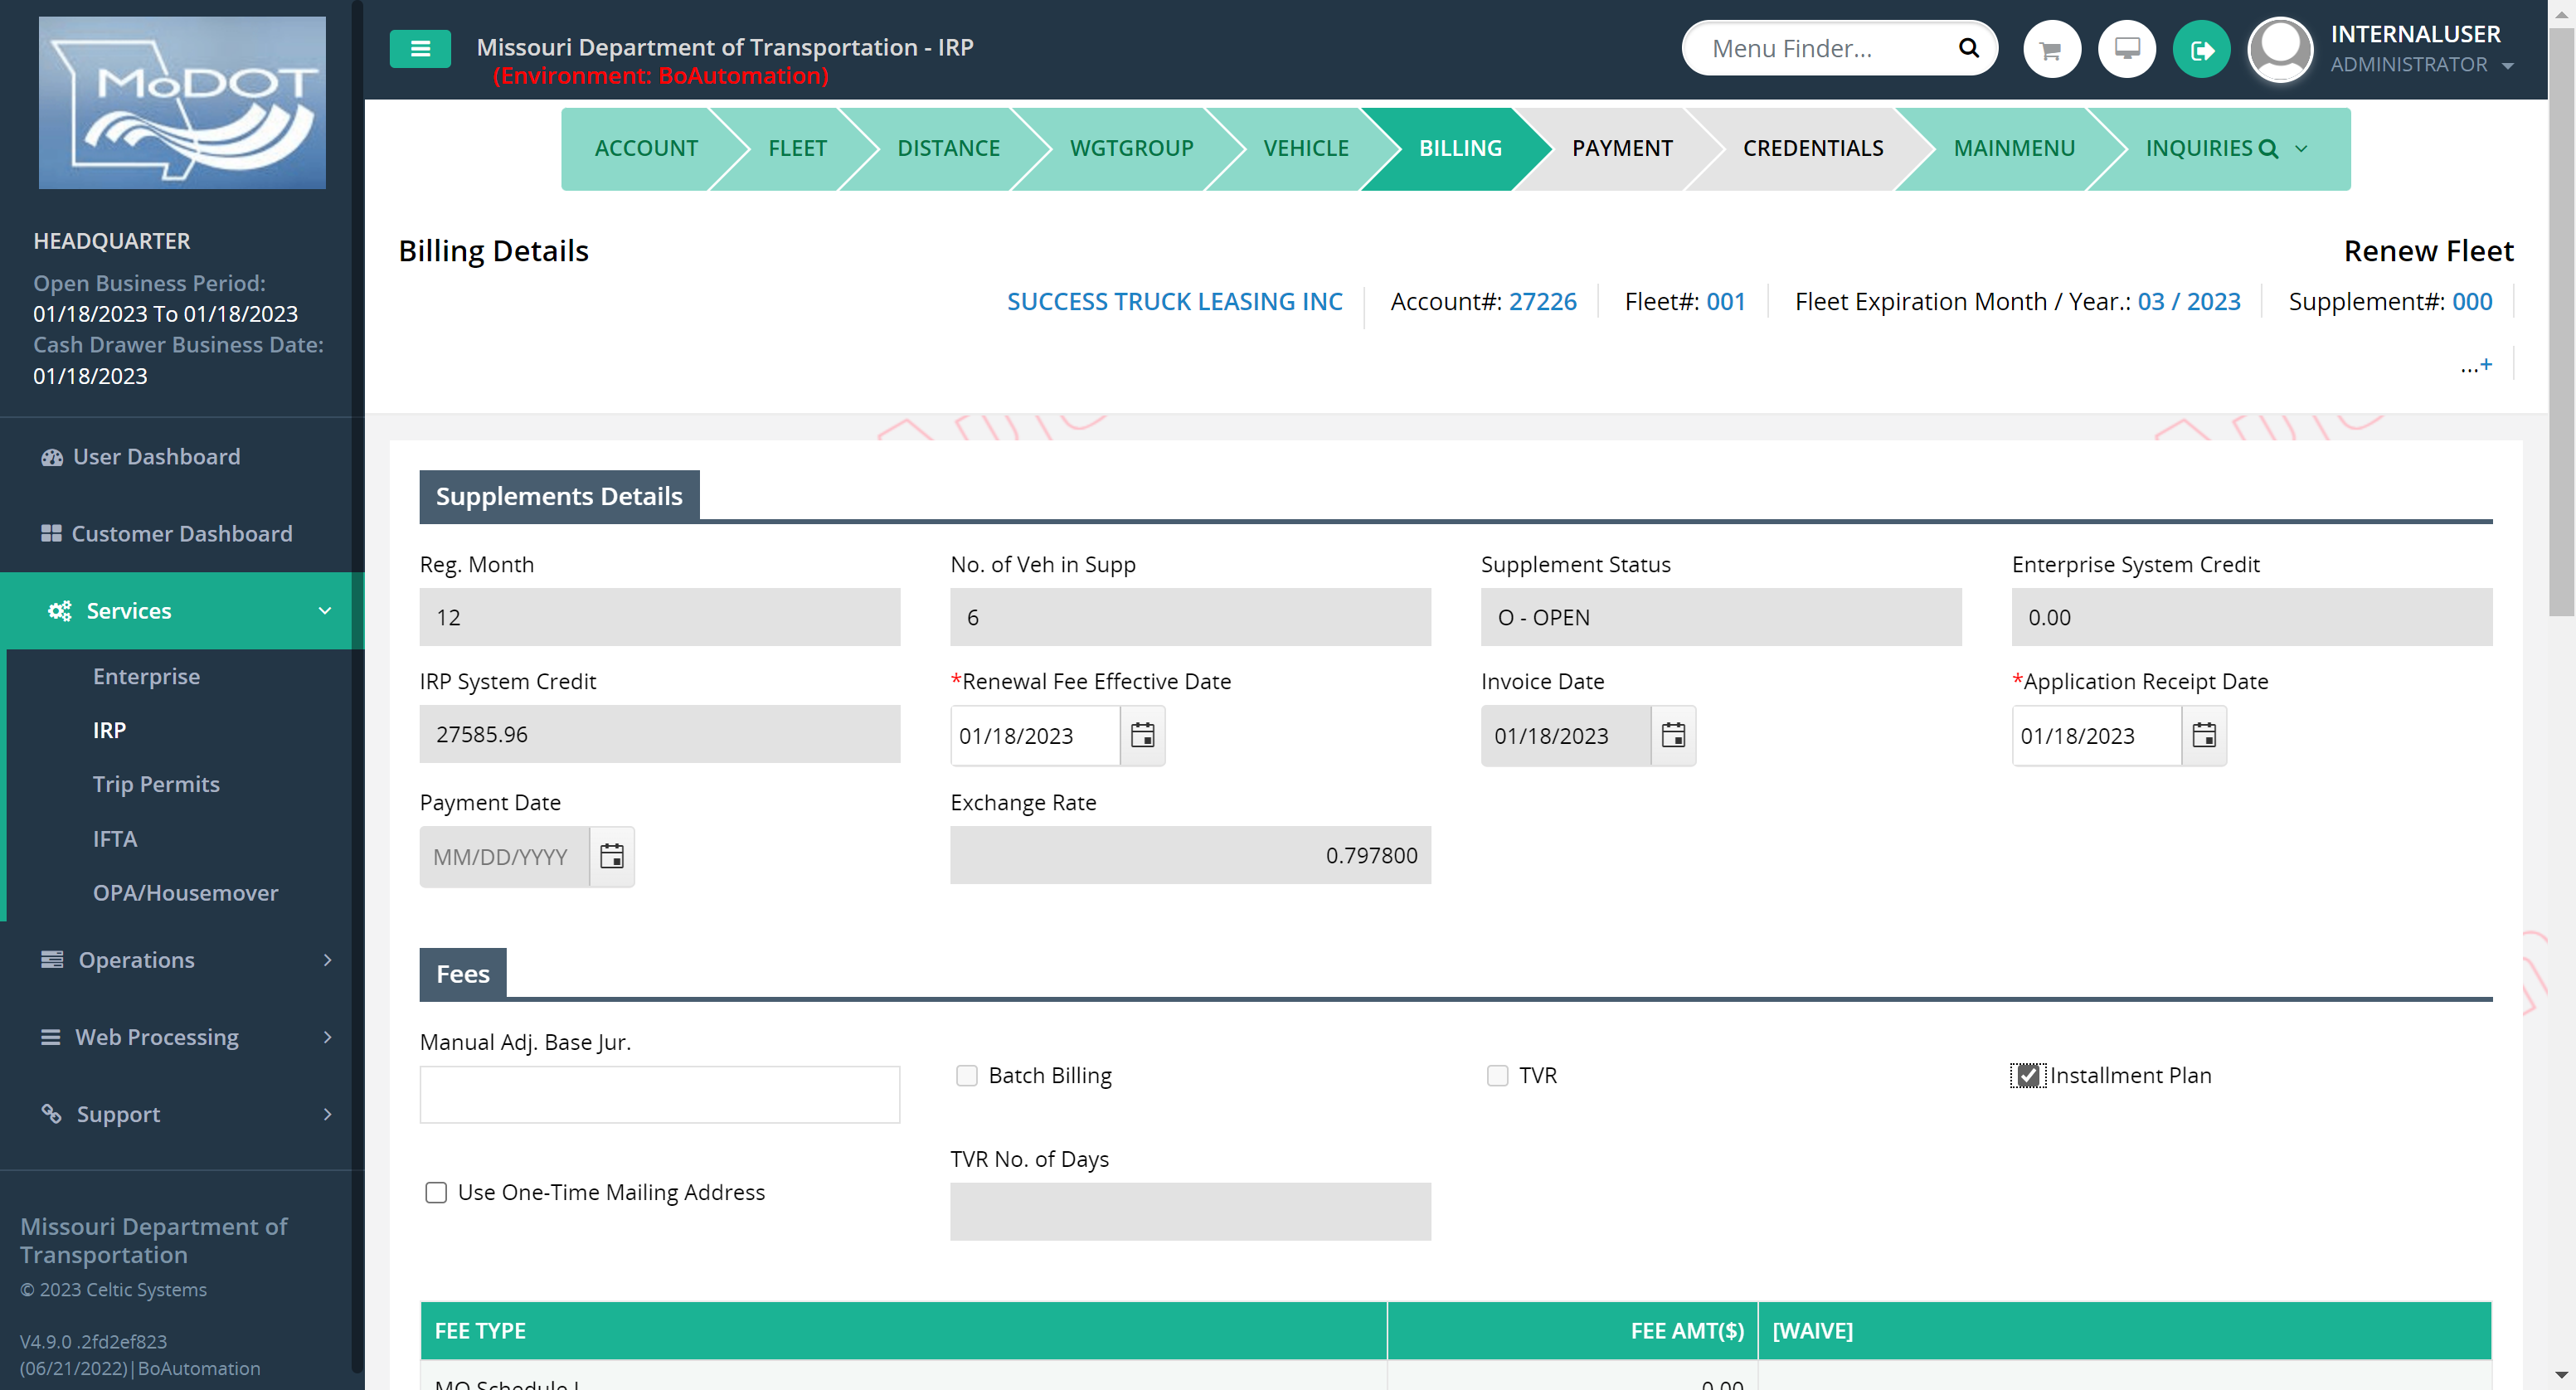 MoDOT
Missouri Department of Transportation - IRP
(Environment: BoAutomation)
Menu Finder...
INTERNALUSER
ADMINISTRATOR
ACCOUNT
FLEET
DISTANCE
WGTGROUP
VEHICLE
BILLING
PAYMENT
CREDENTIALS
MAINMENU
INQUIRIES
HEADQUARTER
Open Business Period:
01/18/2023 To 01/18/2023
Cash Drawer Business Date:
01/18/2023
User Dashboard
Customer Dashboard
Services
Enterprise
IRP
Trip Permits
IFTA
OPA/Housemover
Operations
Web Processing
Support
Missouri Department of
Transportation
© 2023 Celtic Systems
V4.9.0 .2fd2ef823
(06/21/2022)|BoAutomation
Billing Details
Renew Fleet
SUCCESS TRUCK LEASING INC
Account#: 27226
Fleet#: 001
Fleet Expiration Month / Year.: 03 / 2023
Supplement#: 000
...+
Supplements Details
Reg. Month
No. of Veh in Supp
Supplement Status
Enterprise System Credit
12
6
O - OPEN
0.00
IRP System Credit
*Renewal Fee Effective Date
Invoice Date
*Application Receipt Date
27585.96
01/18/2023
01/18/2023
01/18/2023
Payment Date
Exchange Rate
MM/DD/YYYY
0.797800
Fees
Manual Adj. Base Jur.
Batch Billing
TVR
Installment Plan
Use One-Time Mailing Address
TVR No. of Days
FEE TYPE
FEE AMT($)
[WAIVE]
MO Schedule J
0.00